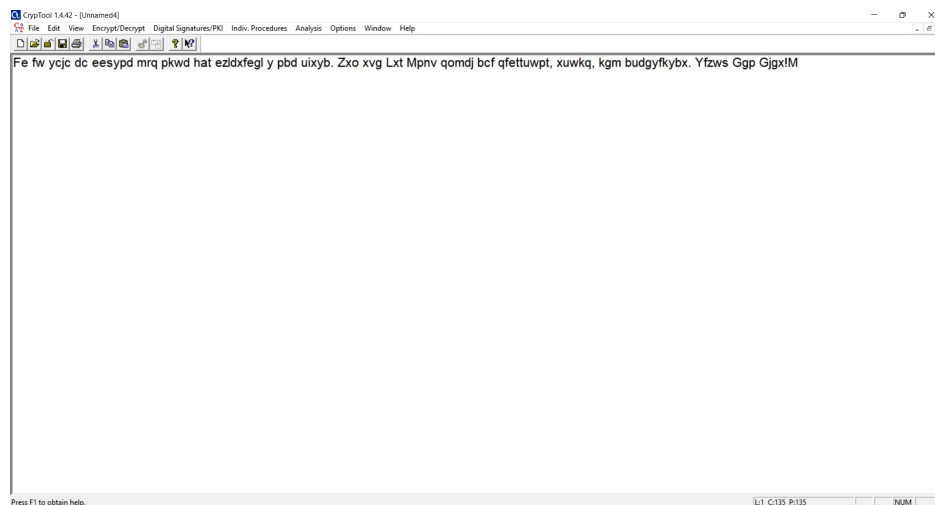 CrypTool 1.4.42 - [Unnamed4]
File Edit View Encrypt/Decrypt Digital Signatures/PKI Indiv. Procedures Analysis Options Window Help
Fe fw ycjc dc eesypd mrq pkwd hat ezldxfegl y pbd uixyb. Zxo xvg Lxt Mpnv qomdj bcf qfettuwpt, xuwkq, kgm budgyfkybx. Yfzws Ggp Gjgx!M
Press F1 to obtain help. L:1 C:135 P:135 NUM